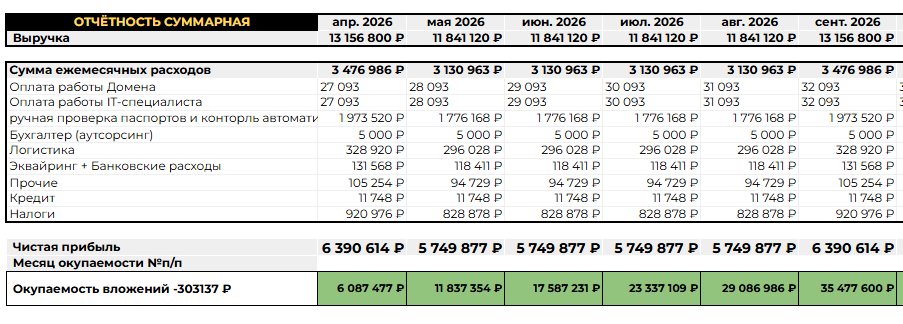 ОТЧЁТНОСТЬ СУММАРНАЯ апр. 2026 мая 2026 июн. 2026 июл. 2026 авг. 2026 сент. 2026
Выручка 13 156 800 ₽ 11 841 120 ₽ 11 841 120 ₽ 11 841 120 ₽ 11 841 120 ₽ 13 156 800 ₽
Сумма ежемесячных расходов 3 476 986 ₽ 3 130 963 ₽ 3 130 963 ₽ 3 130 963 ₽ 3 130 963 ₽ 3 476 986 ₽
Оплата работы Домена 27 093 28 093 29 093 30 093 31 093 32 093
Оплата работы IT-специалиста 27 093 28 093 29 093 30 093 31 093 32 093
ручная проверка паспортов и конторль автомати 1 973 520 ₽ 1 776 168 ₽ 1 776 168 ₽ 1 776 168 ₽ 1 776 168 ₽ 1 973 520 ₽
Бухгалтер (аутсорсинг) 5 000 ₽ 5 000 ₽ 5 000 ₽ 5 000 ₽ 5 000 ₽ 5 000 ₽
Логистика 328 920 ₽ 296 028 ₽ 296 028 ₽ 296 028 ₽ 296 028 ₽ 328 920 ₽
Эквайринг + Банковские расходы 131 568 ₽ 118 411 ₽ 118 411 ₽ 118 411 ₽ 118 411 ₽ 131 568 ₽
Прочие 105 254 ₽ 94 729 ₽ 94 729 ₽ 94 729 ₽ 94 729 ₽ 105 254 ₽
Кредит 11 748 ₽ 11 748 ₽ 11 748 ₽ 11 748 ₽ 11 748 ₽ 11 748 ₽
Налоги 920 976 ₽ 828 878 ₽ 828 878 ₽ 828 878 ₽ 828 878 ₽ 920 976 ₽
Чистая прибыль 6 390 614 ₽ 5 749 877 ₽ 5 749 877 ₽ 5 749 877 ₽ 5 749 877 ₽ 6 390 614 ₽
Месяц окупаемости №п/п
Окупаемость вложений -303137 ₽ 6 087 477 ₽ 11 837 354 ₽ 17 587 231 ₽ 23 337 109 ₽ 29 086 986 ₽ 35 477 600 ₽